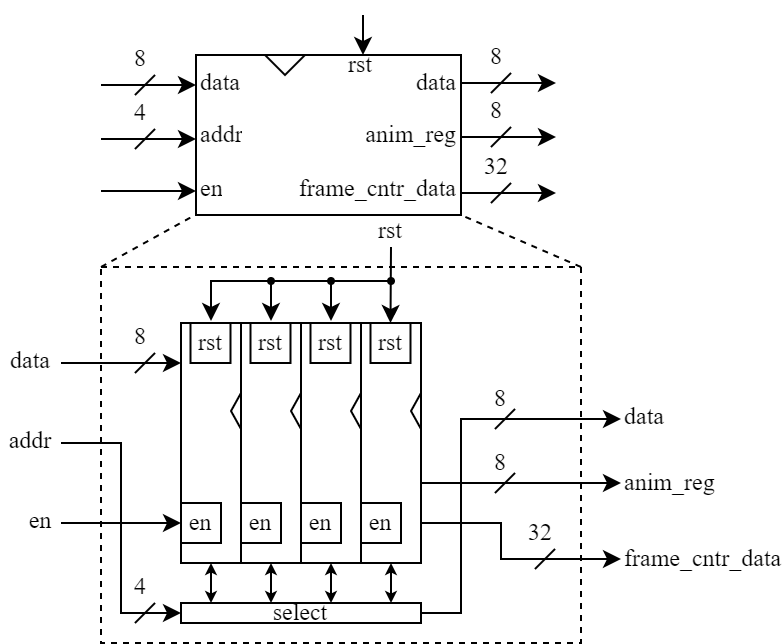 rst
8
8
data
data
4
8
addr
anim_reg
32
en
frame_cntr_data
rst
rst
rst
rst
rst
8
data
8
data
addr
8
anim_reg
en
en
en
en
en
32
frame_cntr_data
4
select